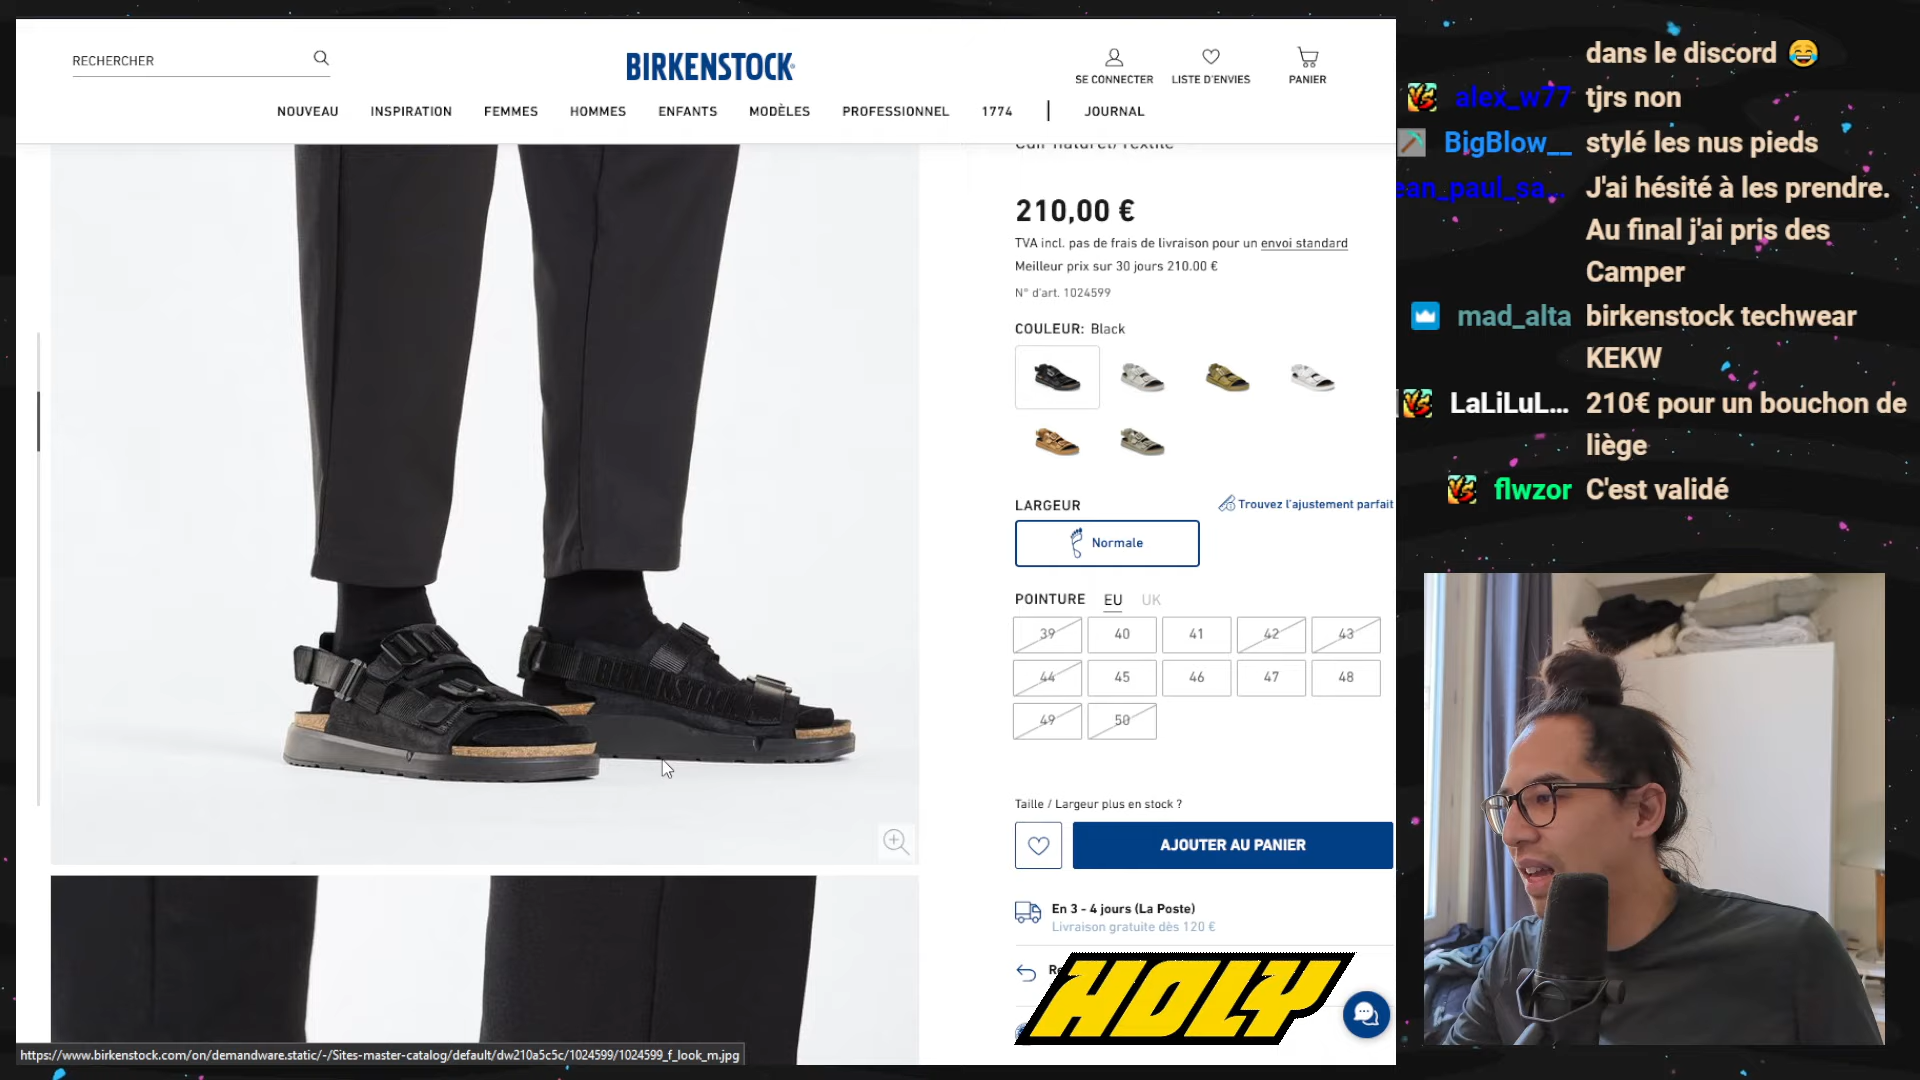 RECHERCHER
BIRKENSTOCK
SE CONNECTER
LISTE D'ENVIES
PANIER
NOUVEAU
INSPIRATION
FEMMES
HOMMES
ENFANTS
MODÈLES
PROFESSIONNEL
1774
JOURNAL
Cuir naturel/Textile
210,00 €
TVA incl. pas de frais de livraison pour un envoi standard
Meilleur prix sur 30 jours 210.00 €
N° d'art. 1024599
COULEUR: Black
LARGEUR
Trouvez l'ajustement parfait
Normale
POINTURE EU UK
39 40 41 42 43
44 45 46 47 48
49 50
Taille / Largeur plus en stock ?
AJOUTER AU PANIER
En 3 - 4 jours (La Poste)
Livraison gratuite dès 120 €
HOLY
https://www.birkenstock.com/on/demandware.static/-/Sites-master-catalog/default/dw210a5c5c/1024599/1024599_f_look_m.jpg
dans le discord 😂
alex_w77 tjrs non
BigBlow__ stylé les nus pieds
ean_paul_sa... J'ai hésité à les prendre.
Au final j'ai pris des
Camper
mad_alta birkenstock techwear
KEKW
LaLiLuL... 210€ pour un bouchon de
liège
flwzor C'est validé